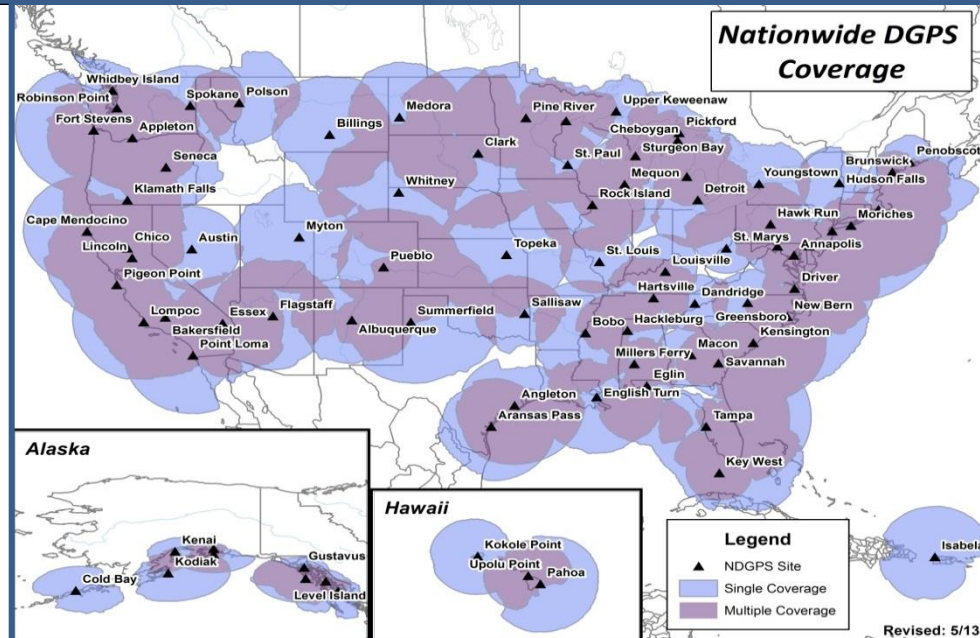 Nationwide DGPS
Coverage
Whidbey Island
Robinson Point
Spokane
Polson
Fort Stevens
Appleton
Seneca
Klamath Falls
Billings
Medora
Clark
Whitney
Pine River
Upper Keweenaw
Pickford
Cheboygan
Sturgeon Bay
St. Paul
Mequon
Rock Island
Detroit
Youngstown
Penobscot
Brunswick
Hudson Falls
Moriches
Hawk Run
St. Marys
Annapolis
Driver
Cape Mendocino
Chico
Lincoln
Pigeon Point
Austin
Myton
Pueblo
Topeka
St. Louis
Louisville
Hartsville
Dandridge
New Bern
Greensboro
Kensington
Lompoc
Bakersfield
Point Loma
Essex
Flagstaff
Albuquerque
Summerfield
Sallisaw
Bobo
Hackleburg
Macon
Millers Ferry
Savannah
Eglin
English Turn
Angleton
Aransas Pass
Tampa
Key West
Alaska
Kenai
Kodiak
Cold Bay
Gustavus
Level Island
Hawaii
Kokole Point
Upolu Point
Pahoa
Isabela
Legend
NDGPS Site
Single Coverage
Multiple Coverage
Revised: 5/13